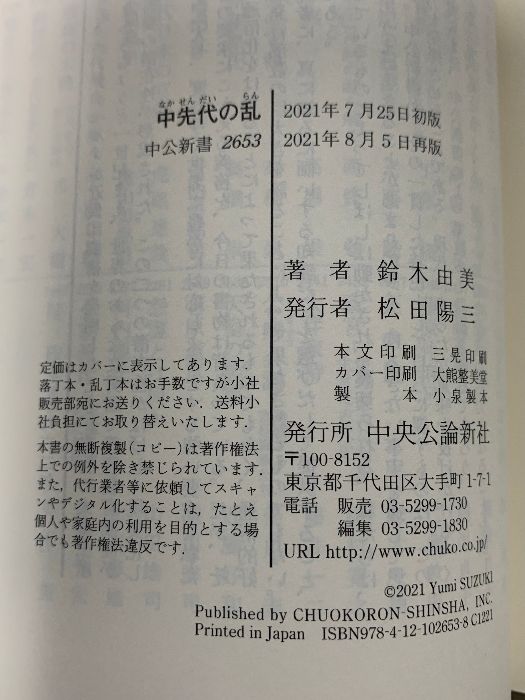 なか せん だい らん
中先代の乱
中公新書 2653
2021年7月25日初版
2021年8月5日再版
著者 鈴木由美
発行者 松田陽三
本文印刷 三晃印刷
カバー印刷 大熊整美堂
製本 小泉製本
発行所 中央公論新社
〒100-8152
東京都千代田区大手町1-7-1
電話 販売 03-5299-1730
編集 03-5299-1830
URL http://www.chuko.co.jp/
定価はカバーに表示してあります.
落丁本・乱丁本はお手数ですが小社
販売部宛にお送りください. 送料小
社負担にてお取り替えいたします.
本書の無断複製(コピー)は著作権法
上での例外を除き禁じられています.
また, 代行業者等に依頼してスキャ
ンやデジタル化することは, たとえ
個人や家庭内の利用を目的とする場
合でも著作権法違反です.
©2021 Yumi SUZUKI
Published by CHUOKORON-SHINSHA, INC.
Printed in Japan ISBN978-4-12-102653-8 C1221